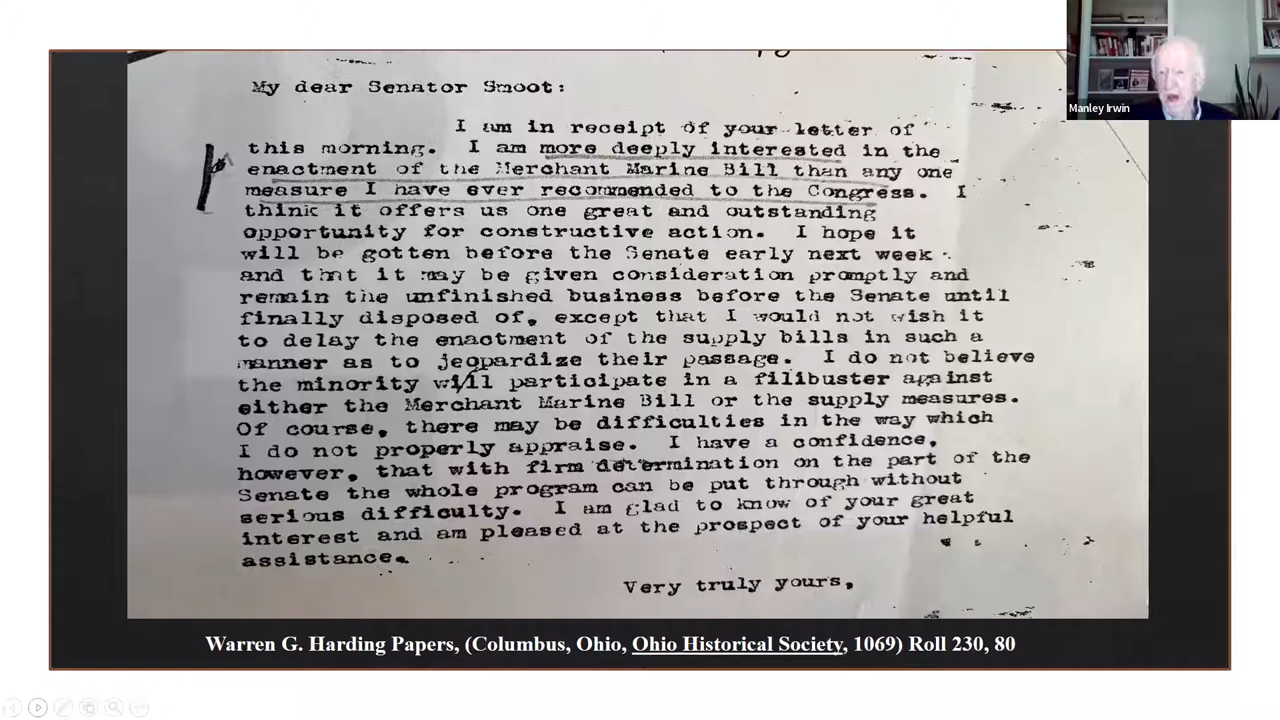 My dear Senator Smoot:
I am in receipt of your letter of
this morning. I am more deeply interested in the
enactment of the Merchant Marine Bill than any one
measure I have ever recommended to the Congress. I
think it offers us one great and outstanding
opportunity for constructive action. I hope it
will be gotten before the Senate early next week
and that it may be given consideration promptly and
remain the unfinished business before the Senate until
finally disposed of, except that I would not wish it
to delay the enactment of the supply bills in such a
manner as to jeopardize their passage. I do not believe
the minority will participate in a filibuster against
either the Merchant Marine Bill or the supply measures.
Of course, there may be difficulties in the way which
I do not properly appraise. I have a confidence,
however, that with firm determination on the part of the
Senate the whole program can be put through without
serious difficulty. I am glad to know of your great
interest and am pleased at the prospect of your helpful
assistance.
Very truly yours,
Warren G. Harding Papers, (Columbus, Ohio, Ohio Historical Society, 1069) Roll 230, 80
Manley Irwin